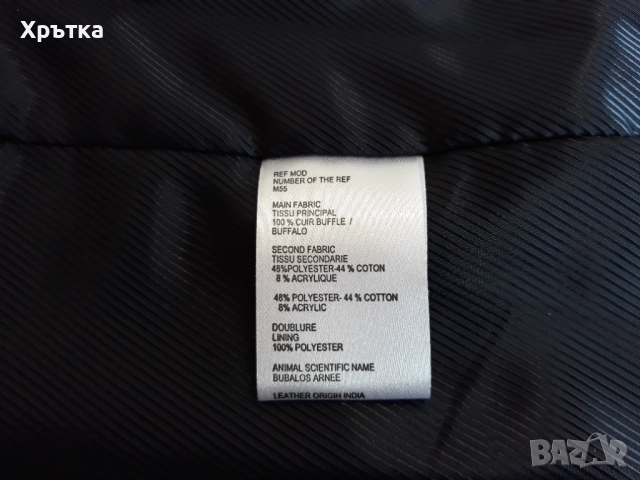 Хрътка
REF MOD
NUMBER OF THE REF
M55
MAIN FABRIC
TISSU PRINCIPAL
100 % CUIR BUFFLE /
BUFFALO
SECOND FABRIC
TISSU SECONDARIE
48%POLYESTER-44 % COTON
8 % ACRYLIQUE
48% POLYESTER- 44 % COTTON
8% ACRYLIC
DOUBLURE
LINING
100% POLYESTER
ANIMAL SCIENTIFIC NAME
BUBALOS ARNEE
LEATHER ORIGIN INDIA
BAZAR